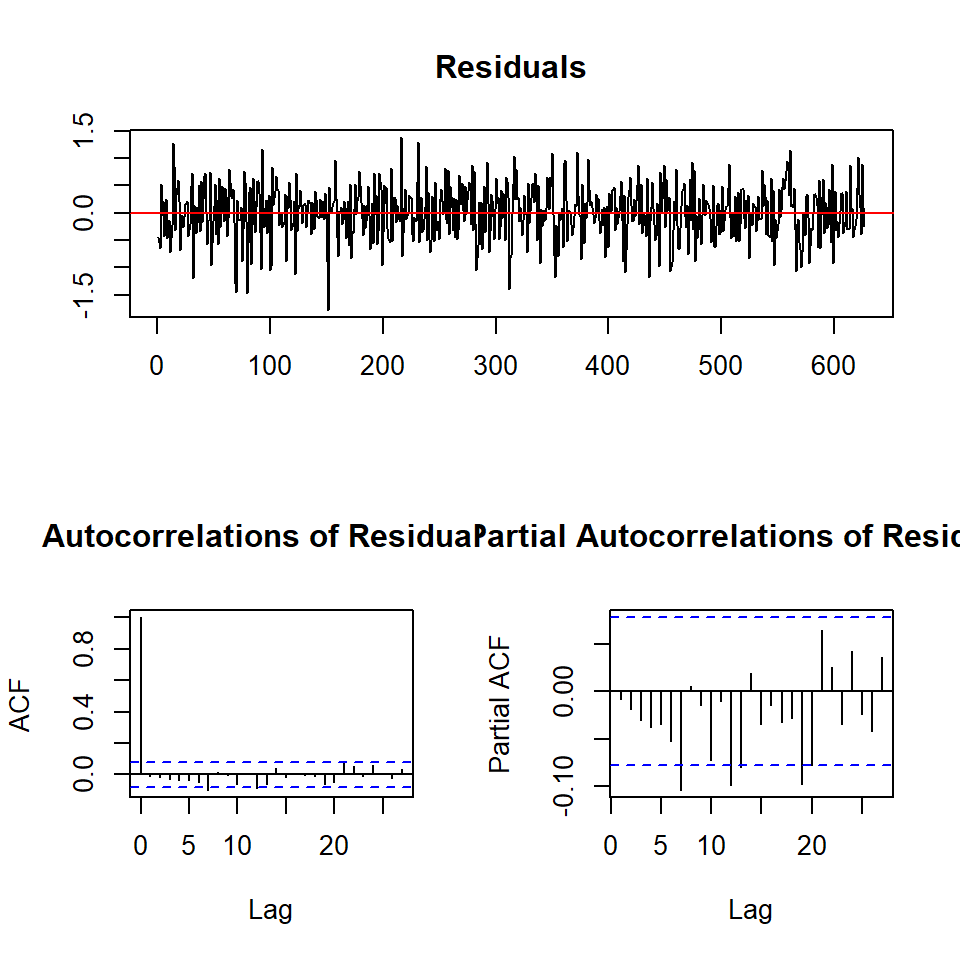 Residuals
1.5
0.0
-1.5
0 100 200 300 400 500 600
Autocorrelations of Residual
Partial Autocorrelations of Resid
ACF
0.8
0.4
0.0
0 5 10 20
Lag
Partial ACF
0.00
-0.10
0 5 10 20
Lag